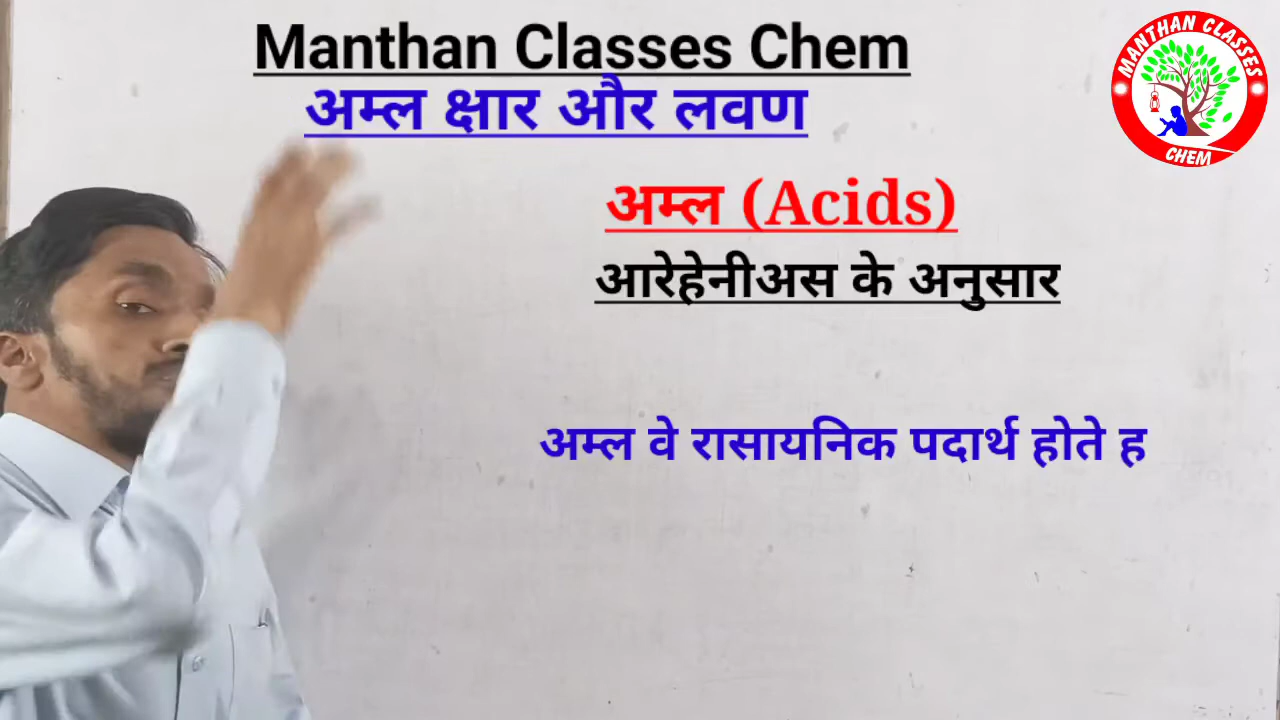 Manthan Classes Chem
अम्ल क्षार और लवण
MANTHAN CLASSES
CHEM
अम्ल (Acids)
आरेहेनीअस के अनुसार
अम्ल वे रासायनिक पदार्थ होते ह